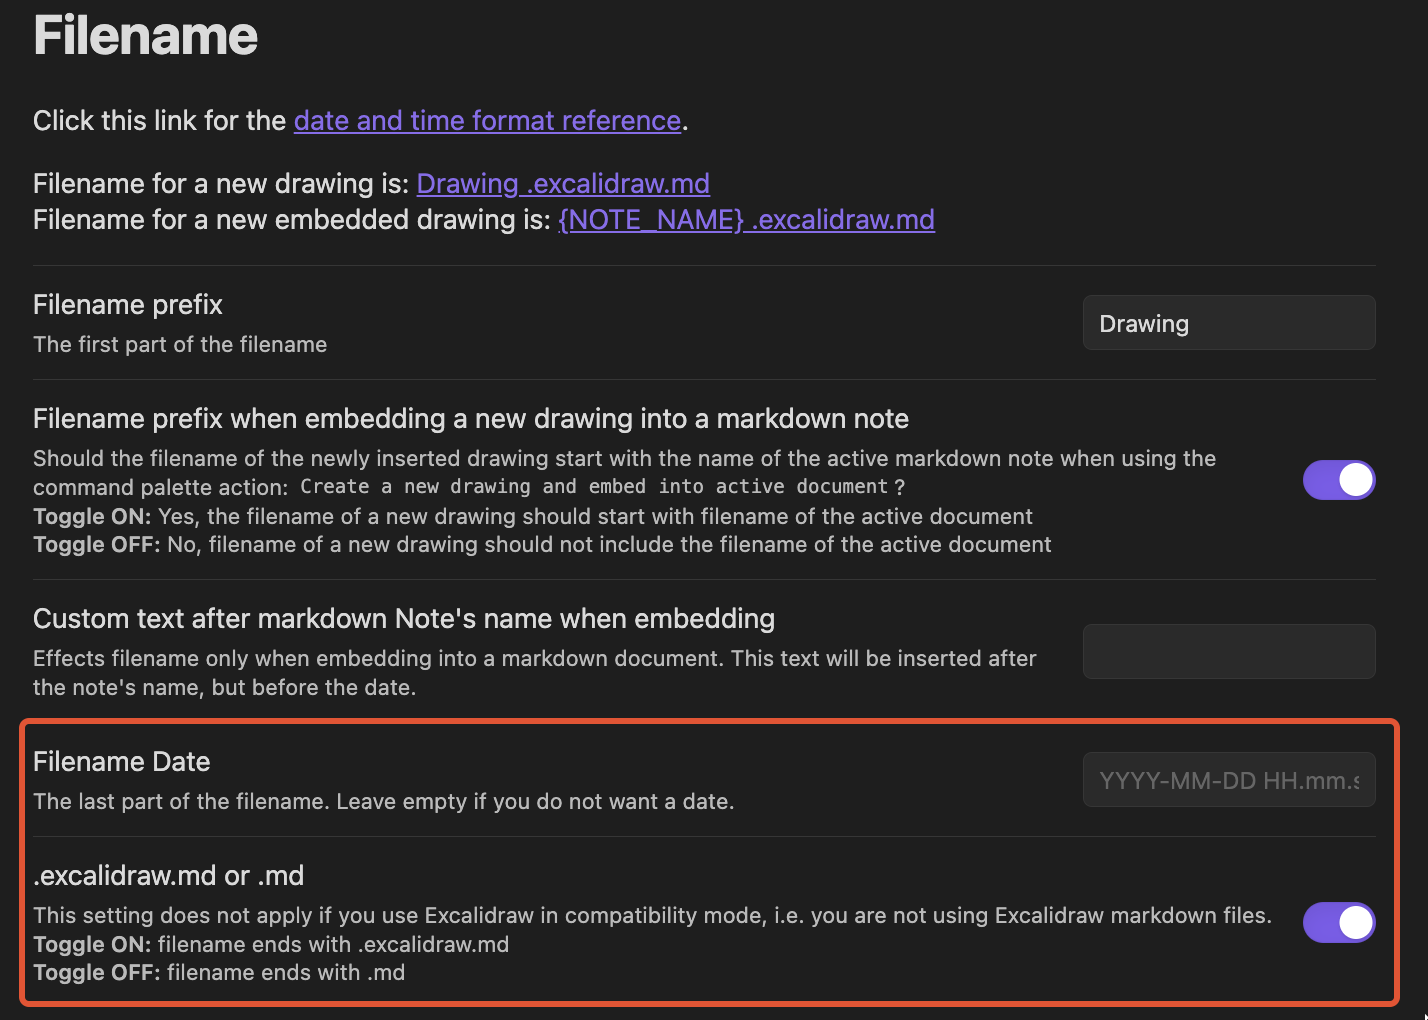 Filename
Click this link for the date and time format reference.
Filename for a new drawing is: Drawing .excalidraw.md
Filename for a new embedded drawing is: {NOTE_NAME} .excalidraw.md
Filename prefix
The first part of the filename
Drawing
Filename prefix when embedding a new drawing into a markdown note
Should the filename of the newly inserted drawing start with the name of the active markdown note when using the
command palette action: Create a new drawing and embed into active document?
Toggle ON: Yes, the filename of a new drawing should start with filename of the active document
Toggle OFF: No, filename of a new drawing should not include the filename of the active document
Custom text after markdown Note's name when embedding
Effects filename only when embedding into a markdown document. This text will be inserted after
the note's name, but before the date.
Filename Date
The last part of the filename. Leave empty if you do not want a date.
YYYY-MM-DD HH.mm.s
.excalidraw.md or .md
This setting does not apply if you use Excalidraw in compatibility mode, i.e. you are not using Excalidraw markdown files.
Toggle ON: filename ends with .excalidraw.md
Toggle OFF: filename ends with .md